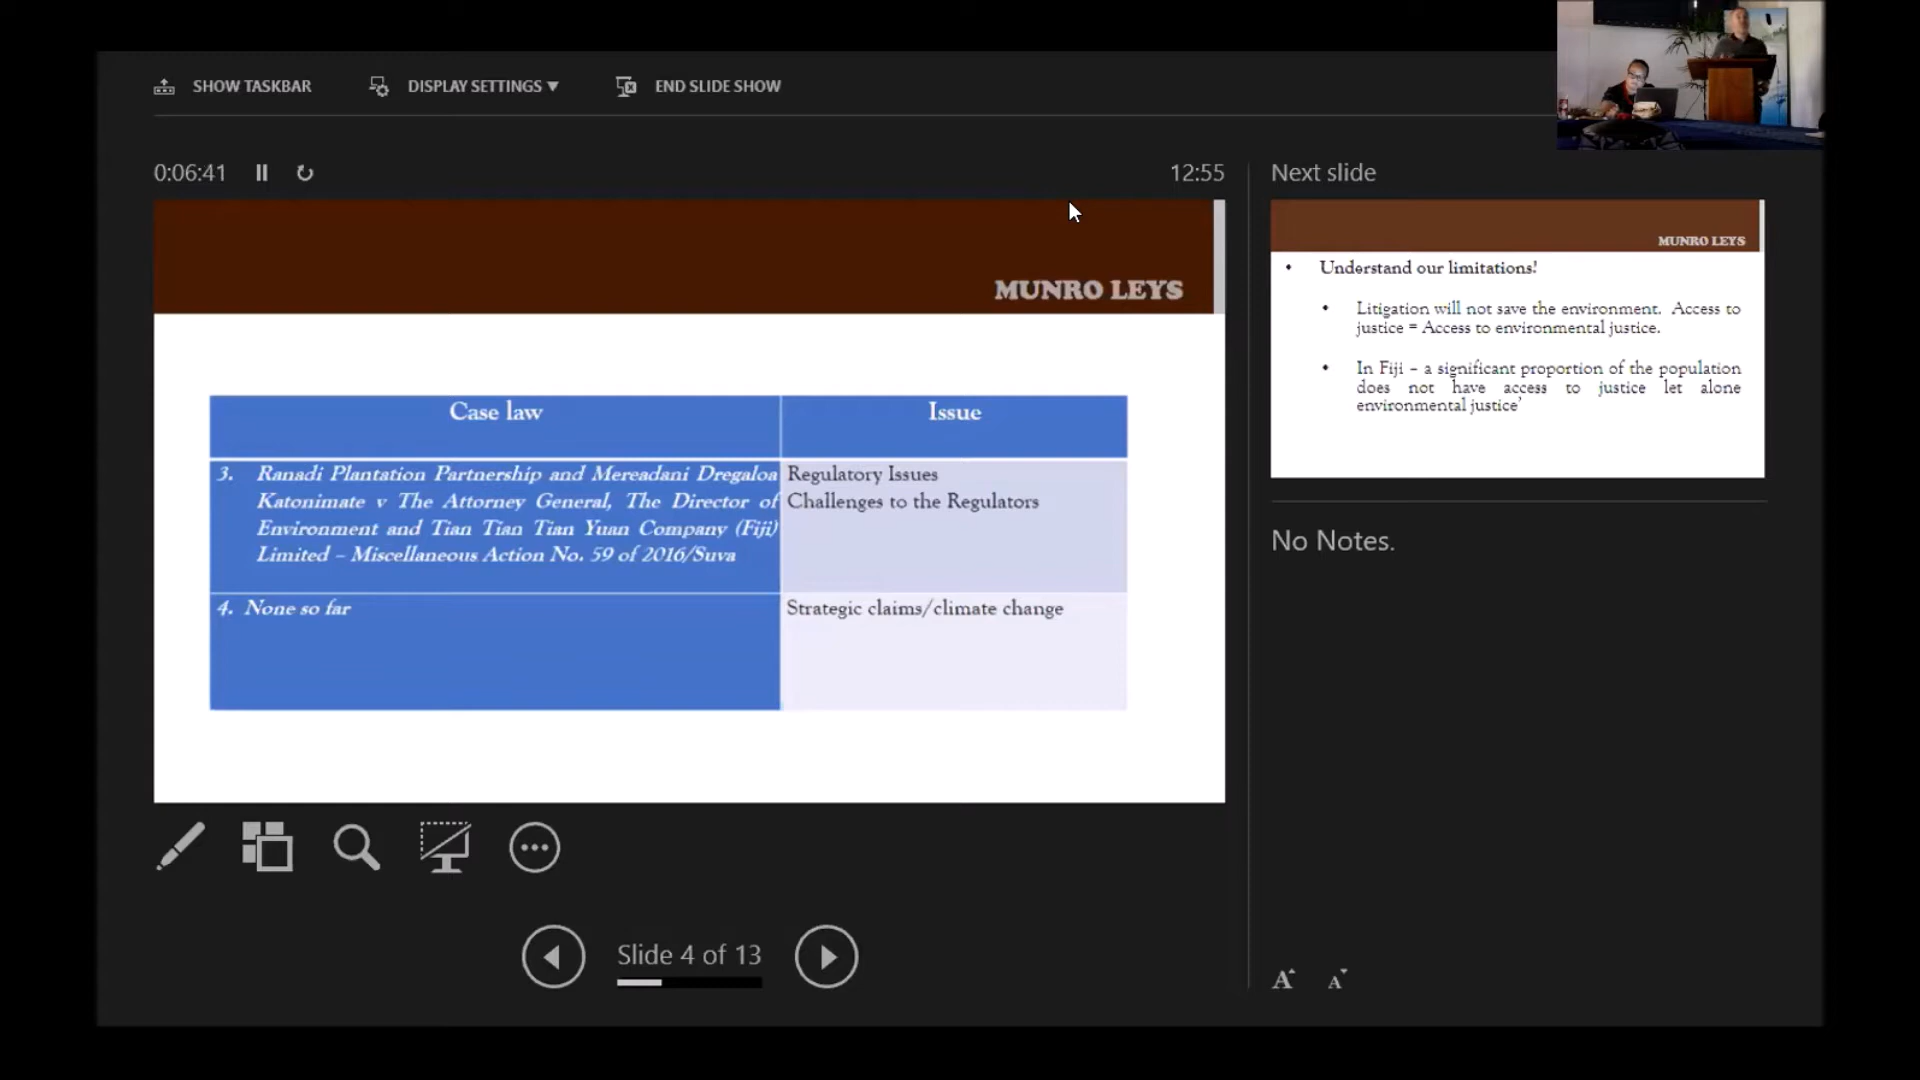 SHOW TASKBAR
DISPLAY SETTINGS ▼
END SLIDE SHOW
0:06:41
12:55
MUNRO LEYS
Case law
Issue
3. Ranadi Plantation Partnership and Mereadani Dregaloa
Katonimate v The Attorney General, The Director of
Environment and Tian Tian Tian Yuan Company (Fiji)
Limited – Miscellaneous Action No. 59 of 2016/Suva
Regulatory Issues
Challenges to the Regulators
4. None so far
Strategic claims/climate change
Slide 4 of 13
Next slide
MUNRO LEYS
• Understand our limitations!
• Litigation will not save the environment. Access to
justice = Access to environmental justice.
• In Fiji – a significant proportion of the population
does not have access to justice let alone
environmental justice’
No Notes.
A A